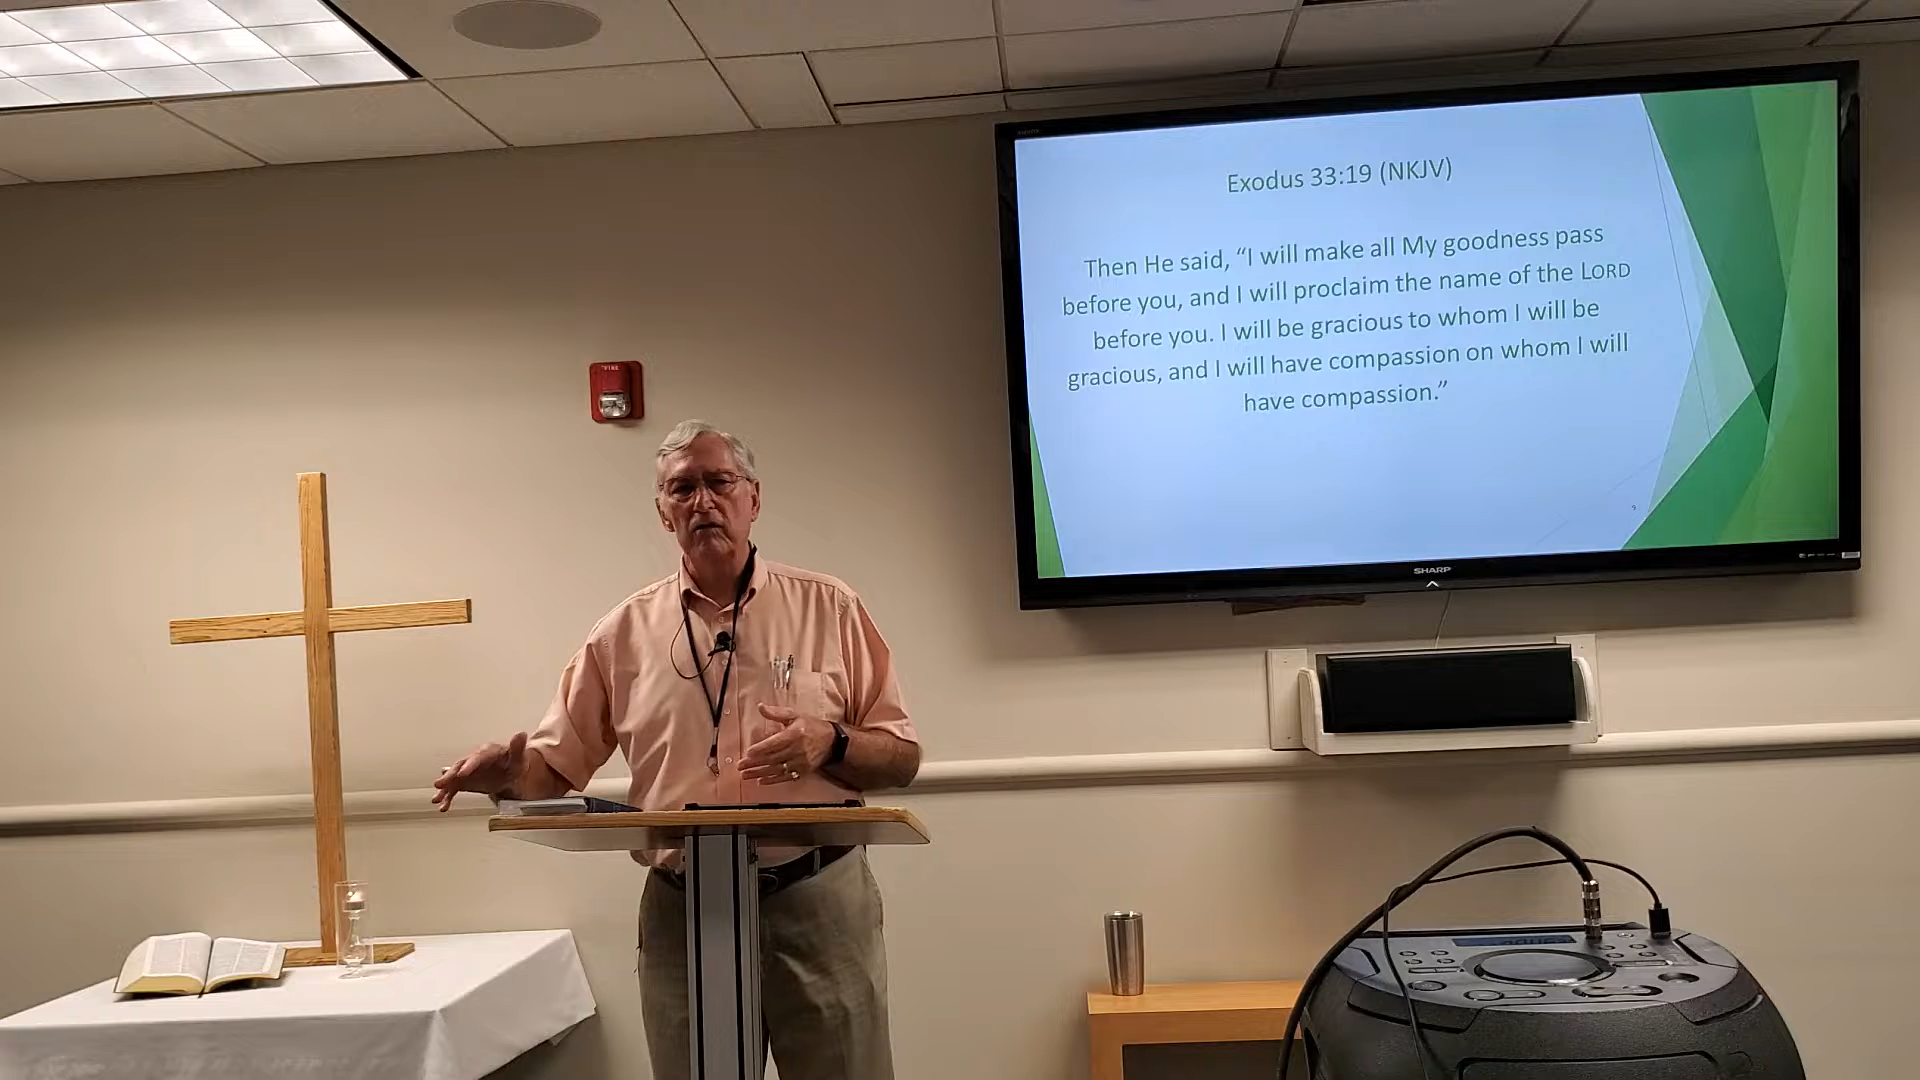 Exodus 33:19 (NKJV)
Then He said, “I will make all My goodness pass
before you, and I will proclaim the name of the LORD
before you. I will be gracious to whom I will be
gracious, and I will have compassion on whom I will
have compassion.”
SHARP
FIRE